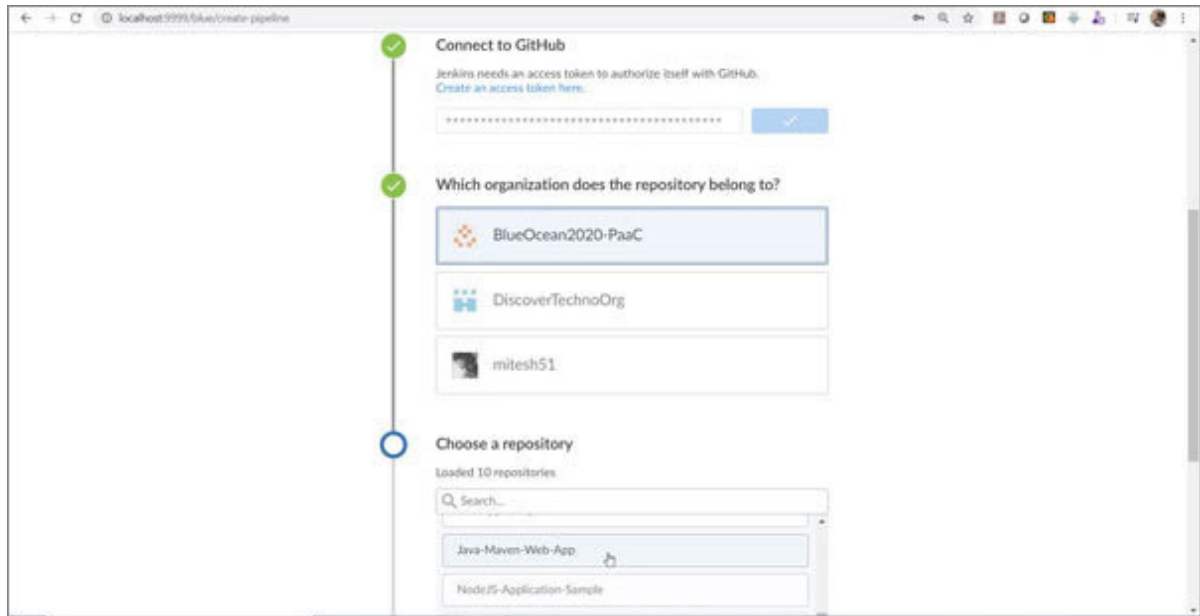 localhost:9999/blue/create-pipeline
Connect to GitHub
Jenkins needs an access token to authorize itself with GitHub.
Create an access token here.
****************************************
Which organization does the repository belong to?
BlueOcean2020-PaaC
DiscoverTechnoOrg
mitesh51
Choose a repository
Loaded 10 repositories
Search...
Java-Maven-Web-App
NodeJS-Application-Sample